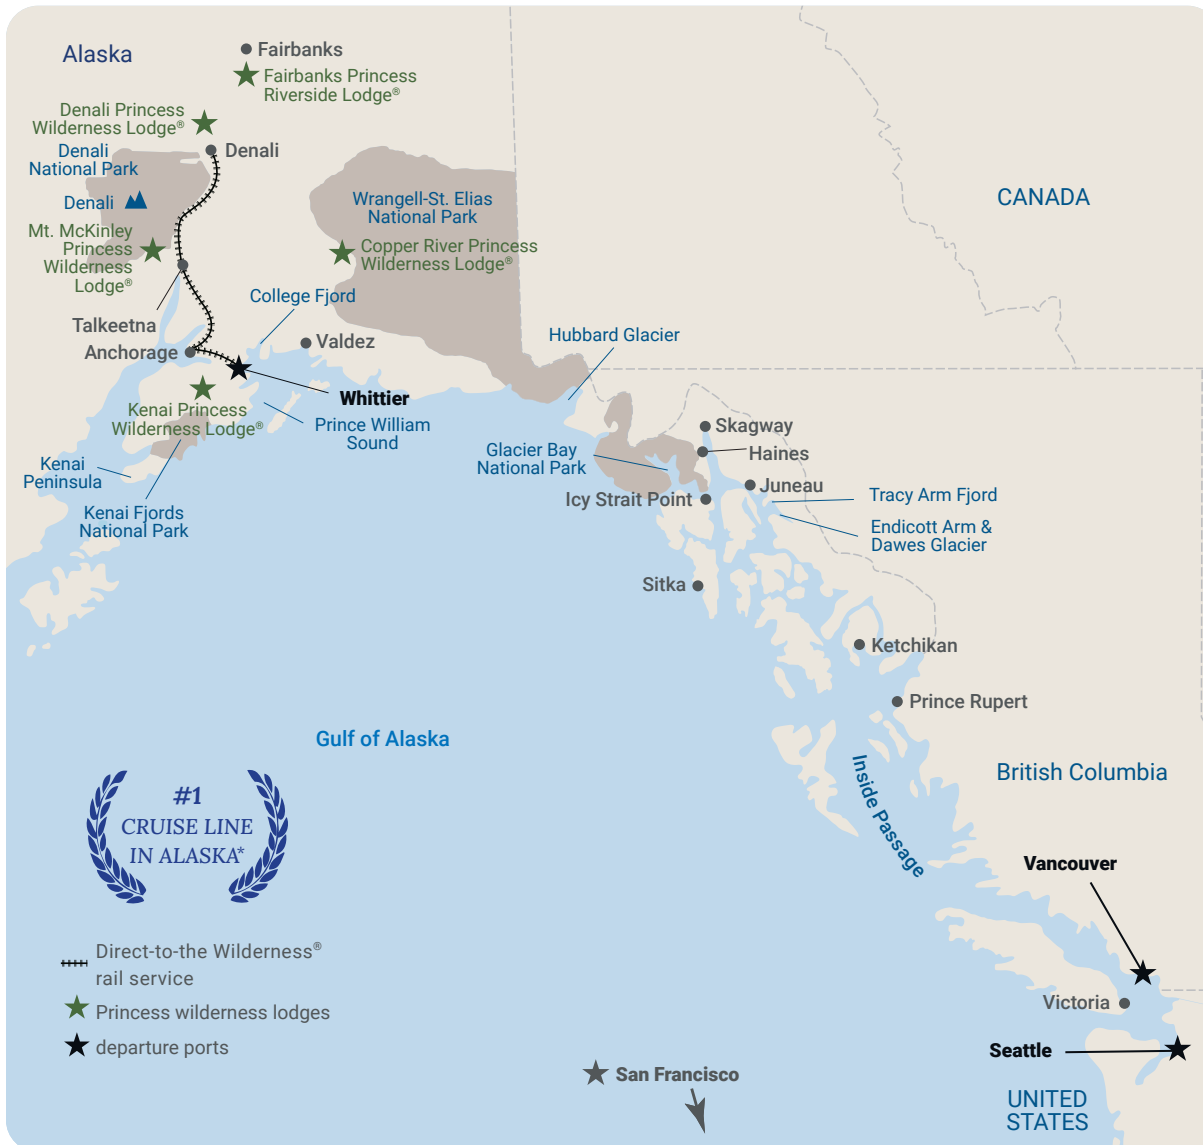 Alaska
Fairbanks
Fairbanks Princess
Riverside Lodge®
Denali Princess
Wilderness Lodge®
Denali
National Park
Denali
Denali
Wrangell-St. Elias
National Park
CANADA
Mt. McKinley
Princess
Wilderness
Lodge®
Copper River Princess
Wilderness Lodge®
College Fjord
Talkeetna
Anchorage
Valdez
Hubbard Glacier
Whittier
Kenai Princess
Wilderness Lodge®
Prince William
Sound
Kenai
Peninsula
Kenai Fjords
National Park
Glacier Bay
National Park
Skagway
Haines
Juneau
Icy Strait Point
Tracy Arm Fjord
Endicott Arm &
Dawes Glacier
Sitka
Ketchikan
Prince Rupert
Gulf of Alaska
Inside Passage
British Columbia
#1
CRUISE LINE
IN ALASKA*
Vancouver
Direct-to-the Wilderness®
rail service
Princess wilderness lodges
departure ports
Victoria
Seattle
San Francisco
UNITED
STATES